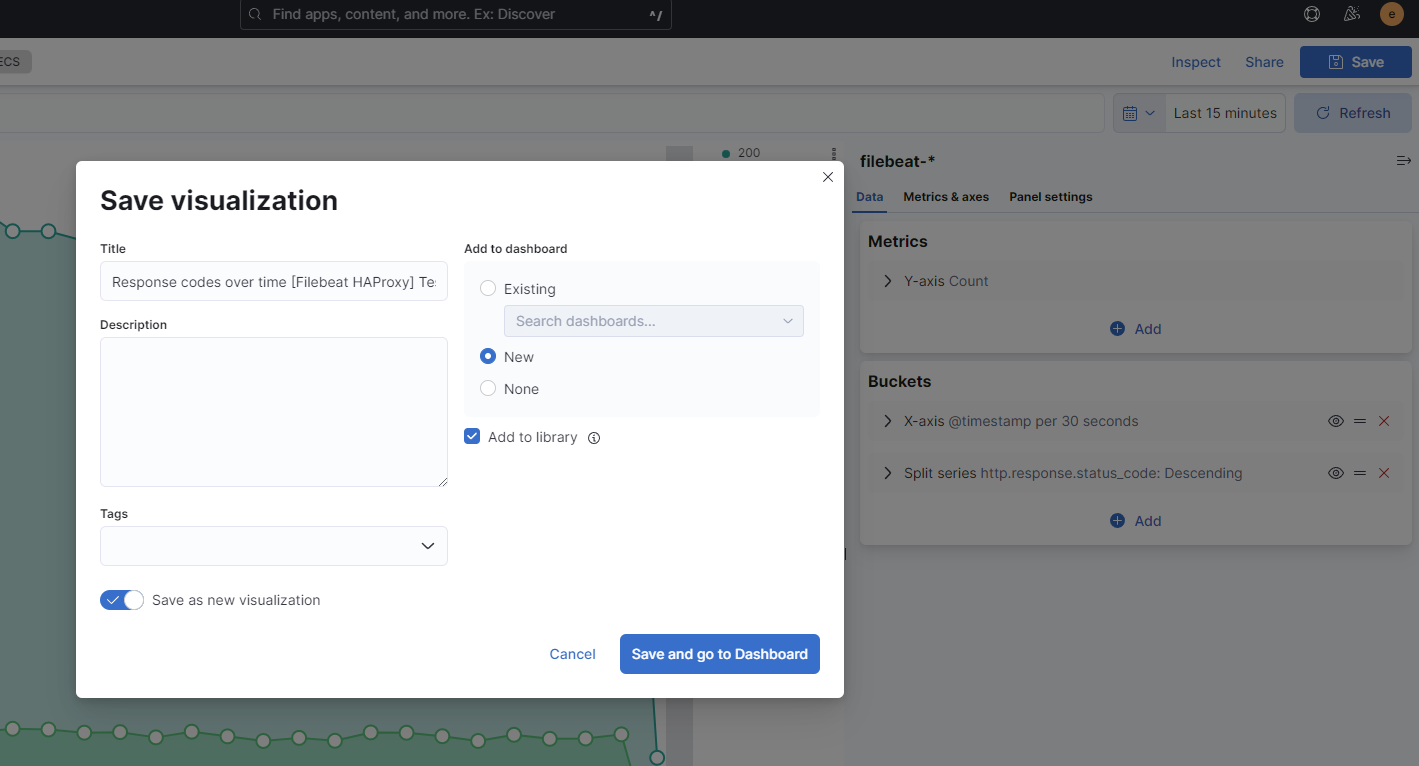 Find apps, content, and more. Ex: Discover
^/
e
ECS
Inspect
Share
Save
Last 15 minutes
Refresh
200
filebeat-*
Data
Metrics & axes
Panel settings
Metrics
Y-axis Count
Add
Buckets
X-axis @timestamp per 30 seconds
Split series http.response.status_code: Descending
Add
Save visualization
Title
Response codes over time [Filebeat HAProxy] Te
Description
Tags
Save as new visualization
Add to dashboard
Existing
Search dashboards...
New
None
Add to library
Cancel
Save and go to Dashboard